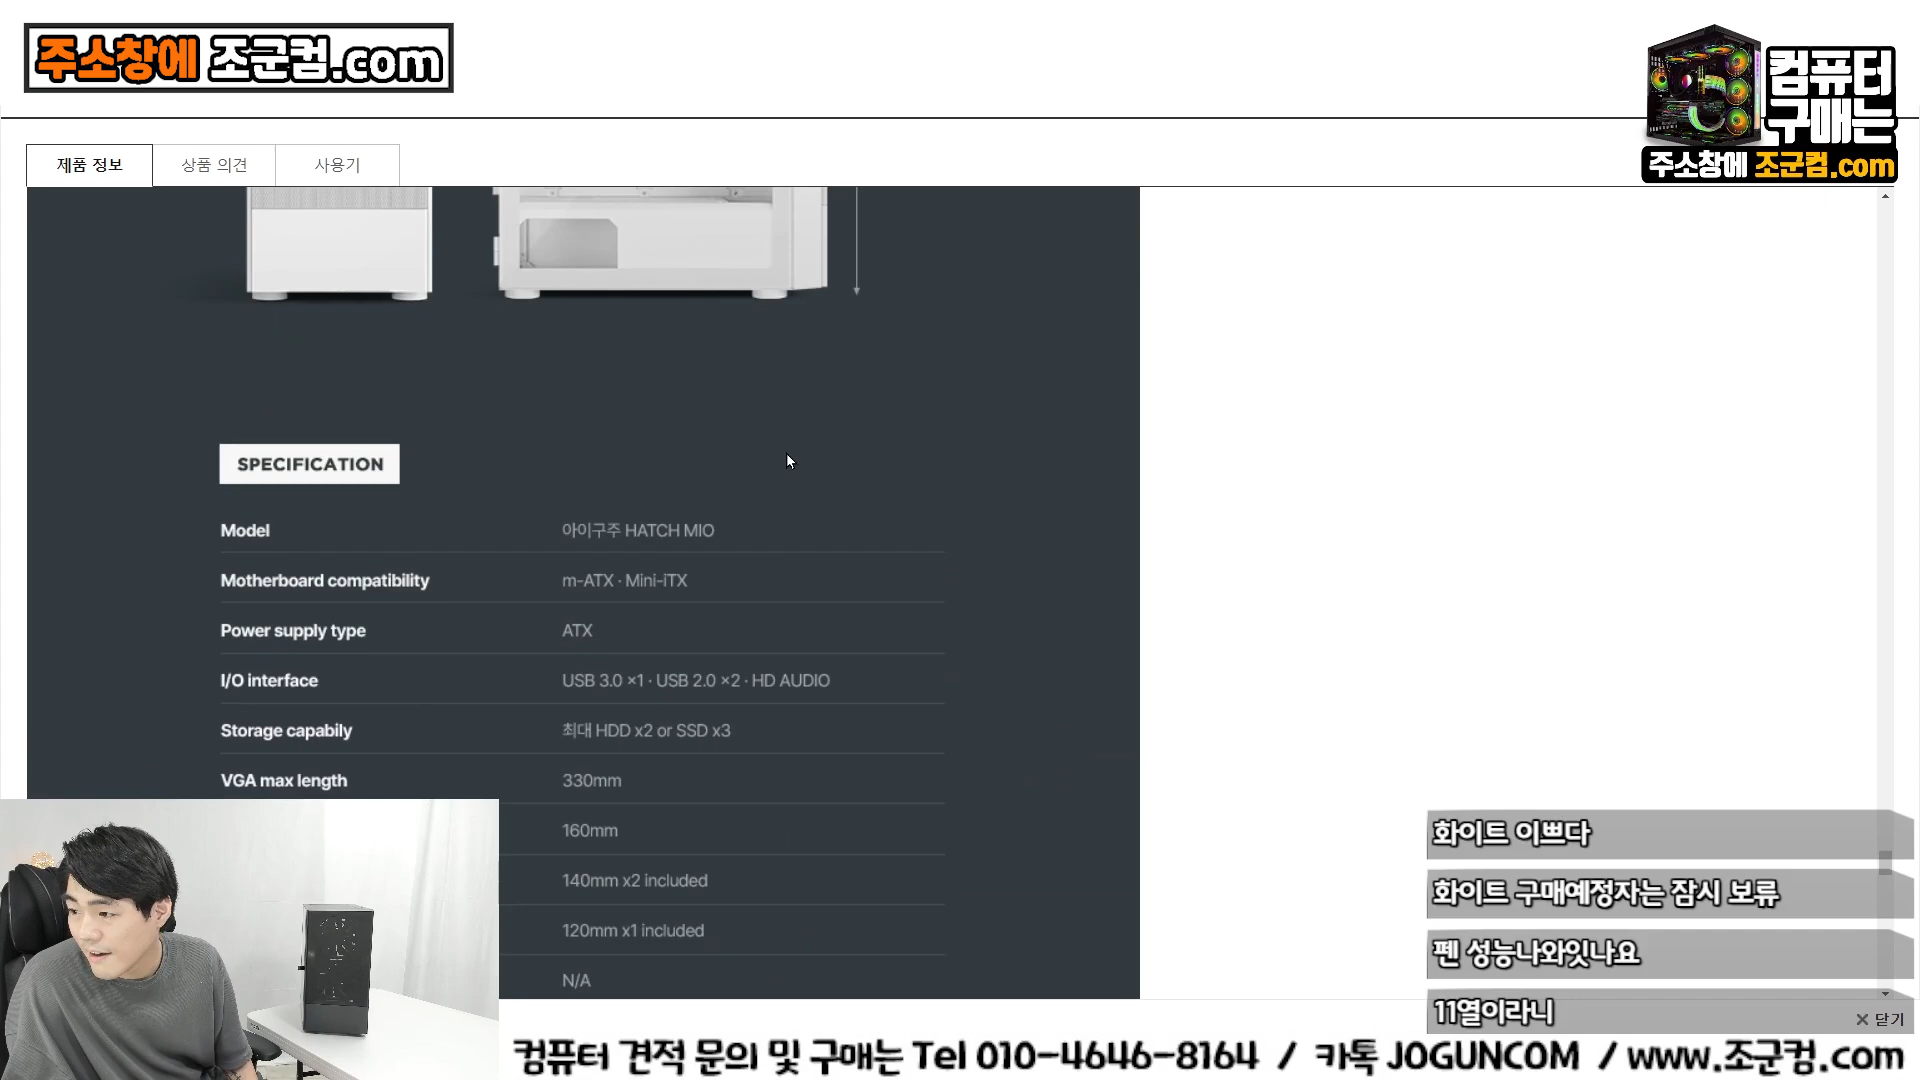 주소창에 조군컴.com
컴퓨터
구매는
주소창에 조군컴.com
제품 정보
상품 의견
사용기
SPECIFICATION
Model 아이구주 HATCH MIO
Motherboard compatibility m-ATX · Mini-iTX
Power supply type ATX
I/O interface USB 3.0 ×1 · USB 2.0 ×2 · HD AUDIO
Storage capabily 최대 HDD x2 or SSD x3
VGA max length 330mm
160mm
140mm x2 included
120mm x1 included
N/A
화이트 이쁘다
화이트 구매예정자는 잠시 보류
펜 성능나와잇나요
11열이라니
× 닫기
컴퓨터 견적 문의 및 구매는 Tel 010-4646-8164 / 카톡 JOGUNCOM / www.조군컴.com